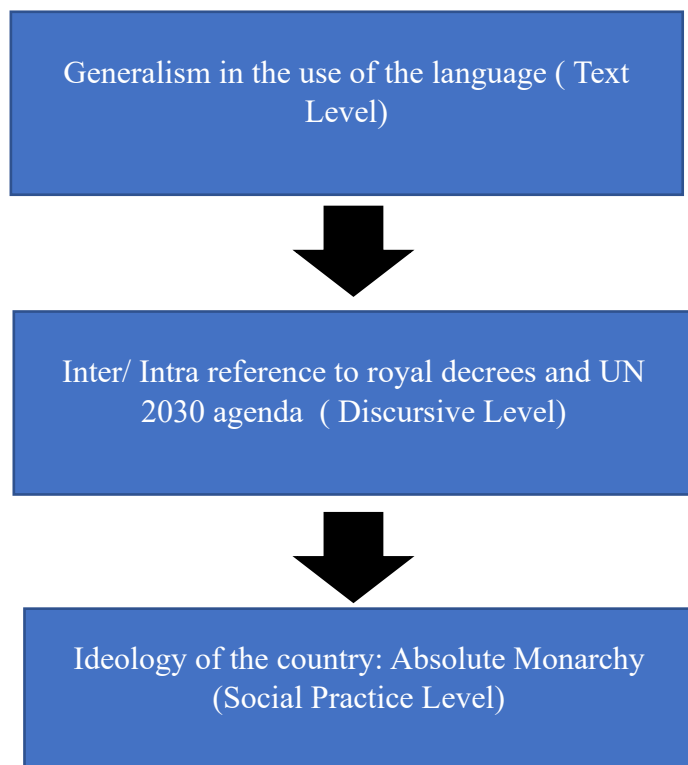 Generalism in the use of the language ( Text
Level)
Inter/ Intra reference to royal decrees and UN
2030 agenda  ( Discursive Level)
Ideology of the country: Absolute Monarchy
(Social Practice Level)